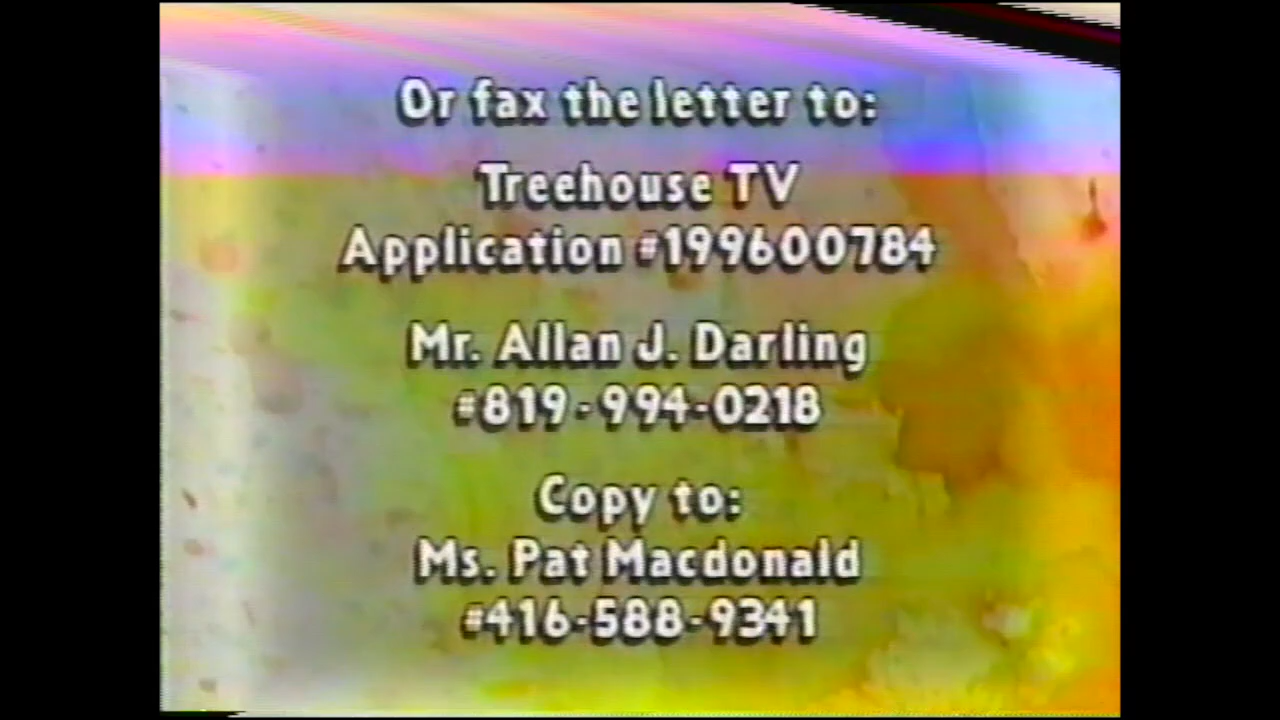 Or fax the letter to:
Treehouse TV
Application #199600784
Mr. Allan J. Darling
#819-994-0218
Copy to:
Ms. Pat Macdonald
#416-588-9341